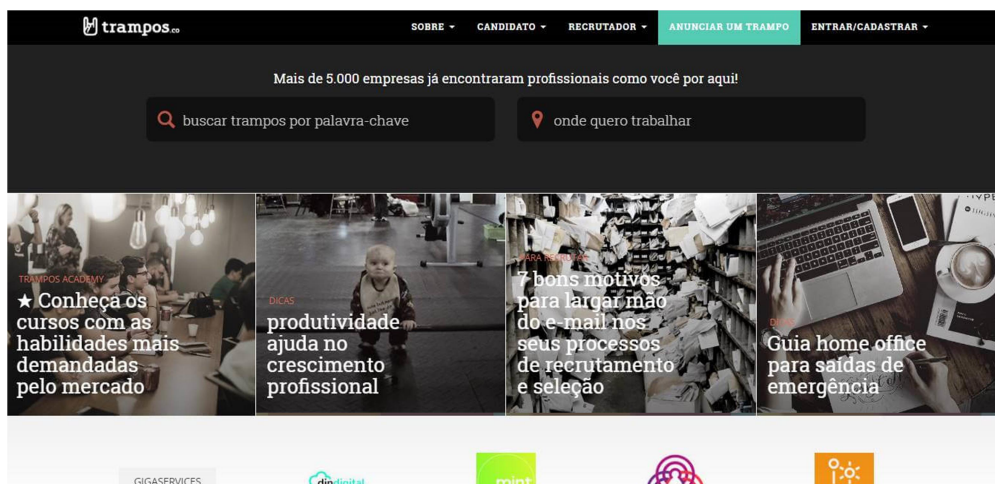 trampos.co
SOBRE CANDIDATO RECRUTADOR ANUNCIAR UM TRAMPO ENTRAR/CADASTRAR
Mais de 5.000 empresas já encontraram profissionais como você por aqui!
buscar trampos por palavra-chave
onde quero trabalhar
TRAMPOS ACADEMY
★ Conheça os
cursos com as
habilidades mais
demandadas
pelo mercado
DICAS
produtividade
ajuda no
crescimento
profissional
PARA RECRUTAR
7 bons motivos
para largar mão
do e-mail nos
seus processos
de recrutamento
e seleção
DICAS
Guia home office
para saídas de
emergência
GIGASERVICES
dindigital
mint